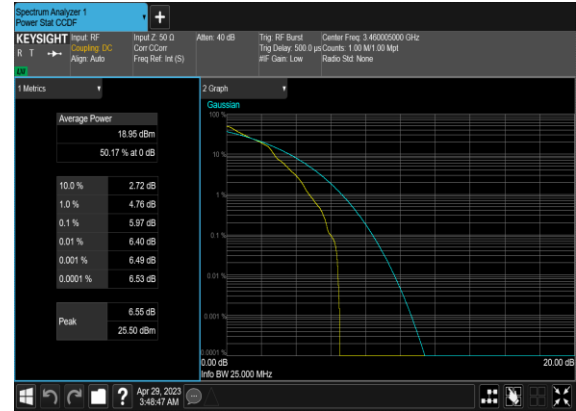 Spectrum Analyzer 1
Power Stat CCDF
+
KEYSIGHT Input: RF Input Z: 50 Ω Atten: 40 dB Trig: RF Burst Center Freq: 3.460005000 GHz
R T Coupling: DC Corr CCorr Trig Delay: 500.0 µs Counts: 1.00 M/1.00 Mpt
Align: Auto Freq Ref: Int (S) #IF Gain: Low Radio Std: None
1 Metrics
Average Power
18.95 dBm
50.17 % at 0 dB
10.0 % 2.72 dB
1.0 % 4.76 dB
0.1 % 5.97 dB
0.01 % 6.40 dB
0.001 % 6.49 dB
0.0001 % 6.53 dB
Peak 6.55 dB
25.50 dBm
2 Graph
Gaussian
100 %
10 %
1 %
0.1 %
0.01 %
0.001 %
0.0001 %
0.00 dB 20.00 dB
Info BW 25.000 MHz
? Apr 29, 2023
3:48:47 AM